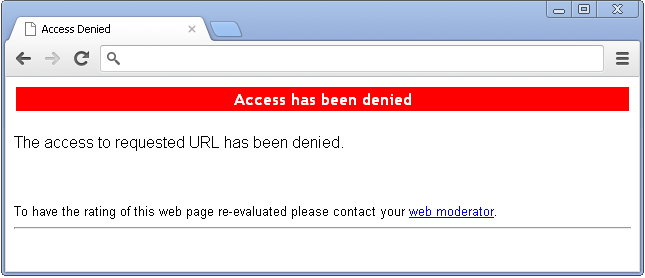 Access Denied
Access has been denied
The access to requested URL has been denied.
To have the rating of this web page re-evaluated please contact your web moderator.